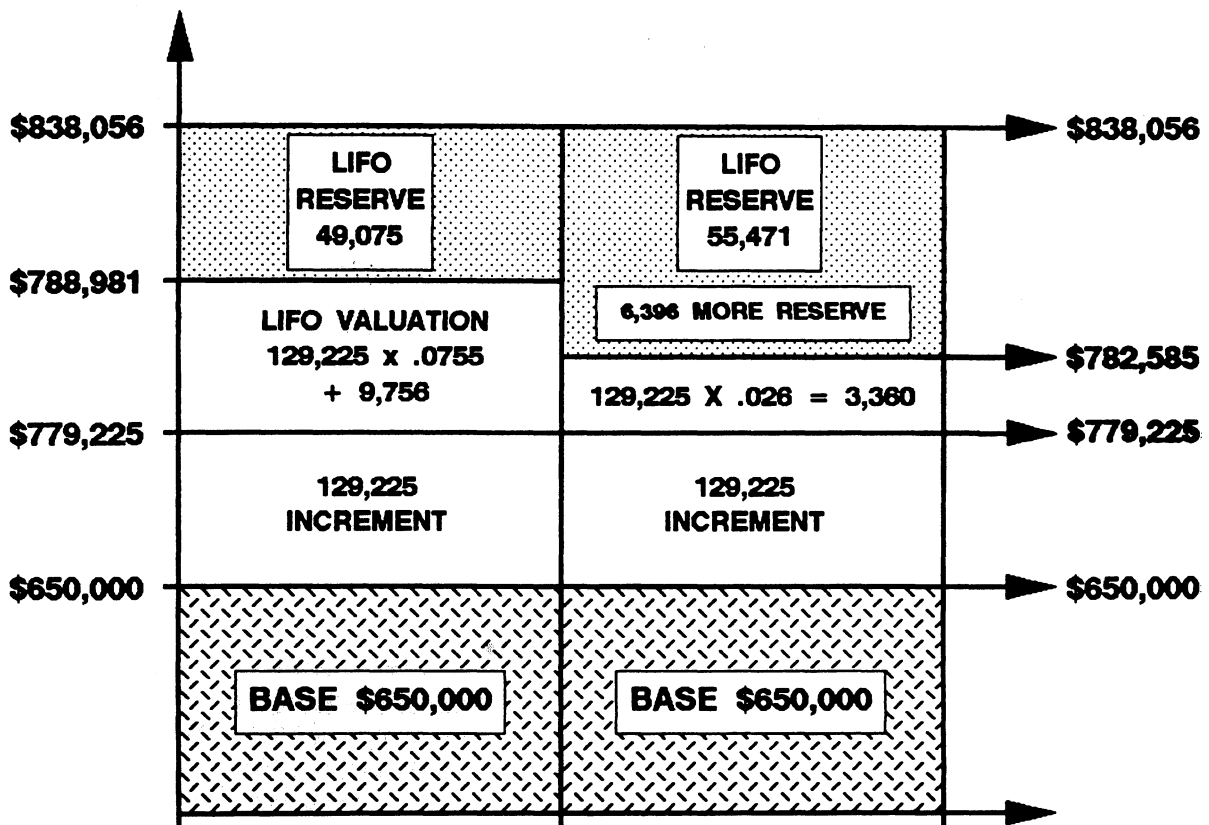 $838,056
LIFO
RESERVE
49,075
LIFO
RESERVE
55,471
$838,056
$788,981
6,396 MORE RESERVE
LIFO VALUATION
129,225 x .0755
+ 9,756
$782,585
129,225 X .026 = 3,360
$779,225
$779,225
129,225
INCREMENT
129,225
INCREMENT
$650,000
$650,000
BASE $650,000
BASE $650,000